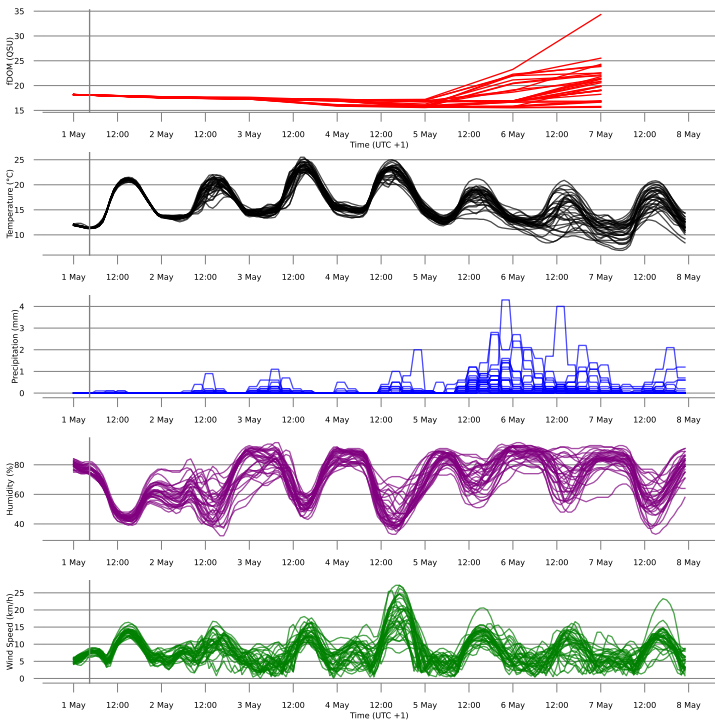 fDOM (QSU)
35
30
25
20
15
1 May 12:00 2 May 12:00 3 May 12:00 4 May 12:00 5 May 12:00 6 May 12:00 7 May 12:00 8 May
Time (UTC +1)
Temperature (°C)
25
20
15
10
1 May 12:00 2 May 12:00 3 May 12:00 4 May 12:00 5 May 12:00 6 May 12:00 7 May 12:00 8 May
Precipitation (mm)
4
3
2
1
0
1 May 12:00 2 May 12:00 3 May 12:00 4 May 12:00 5 May 12:00 6 May 12:00 7 May 12:00 8 May
Humidity (%)
80
60
40
1 May 12:00 2 May 12:00 3 May 12:00 4 May 12:00 5 May 12:00 6 May 12:00 7 May 12:00 8 May
Wind Speed (km/h)
25
20
15
10
5
0
1 May 12:00 2 May 12:00 3 May 12:00 4 May 12:00 5 May 12:00 6 May 12:00 7 May 12:00 8 May
Time (UTC +1)